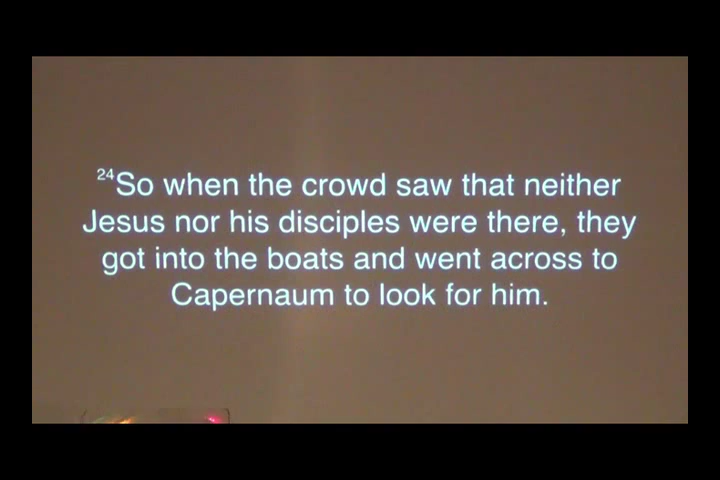 24So when the crowd saw that neither
Jesus nor his disciples were there, they
got into the boats and went across to
Capernaum to look for him.